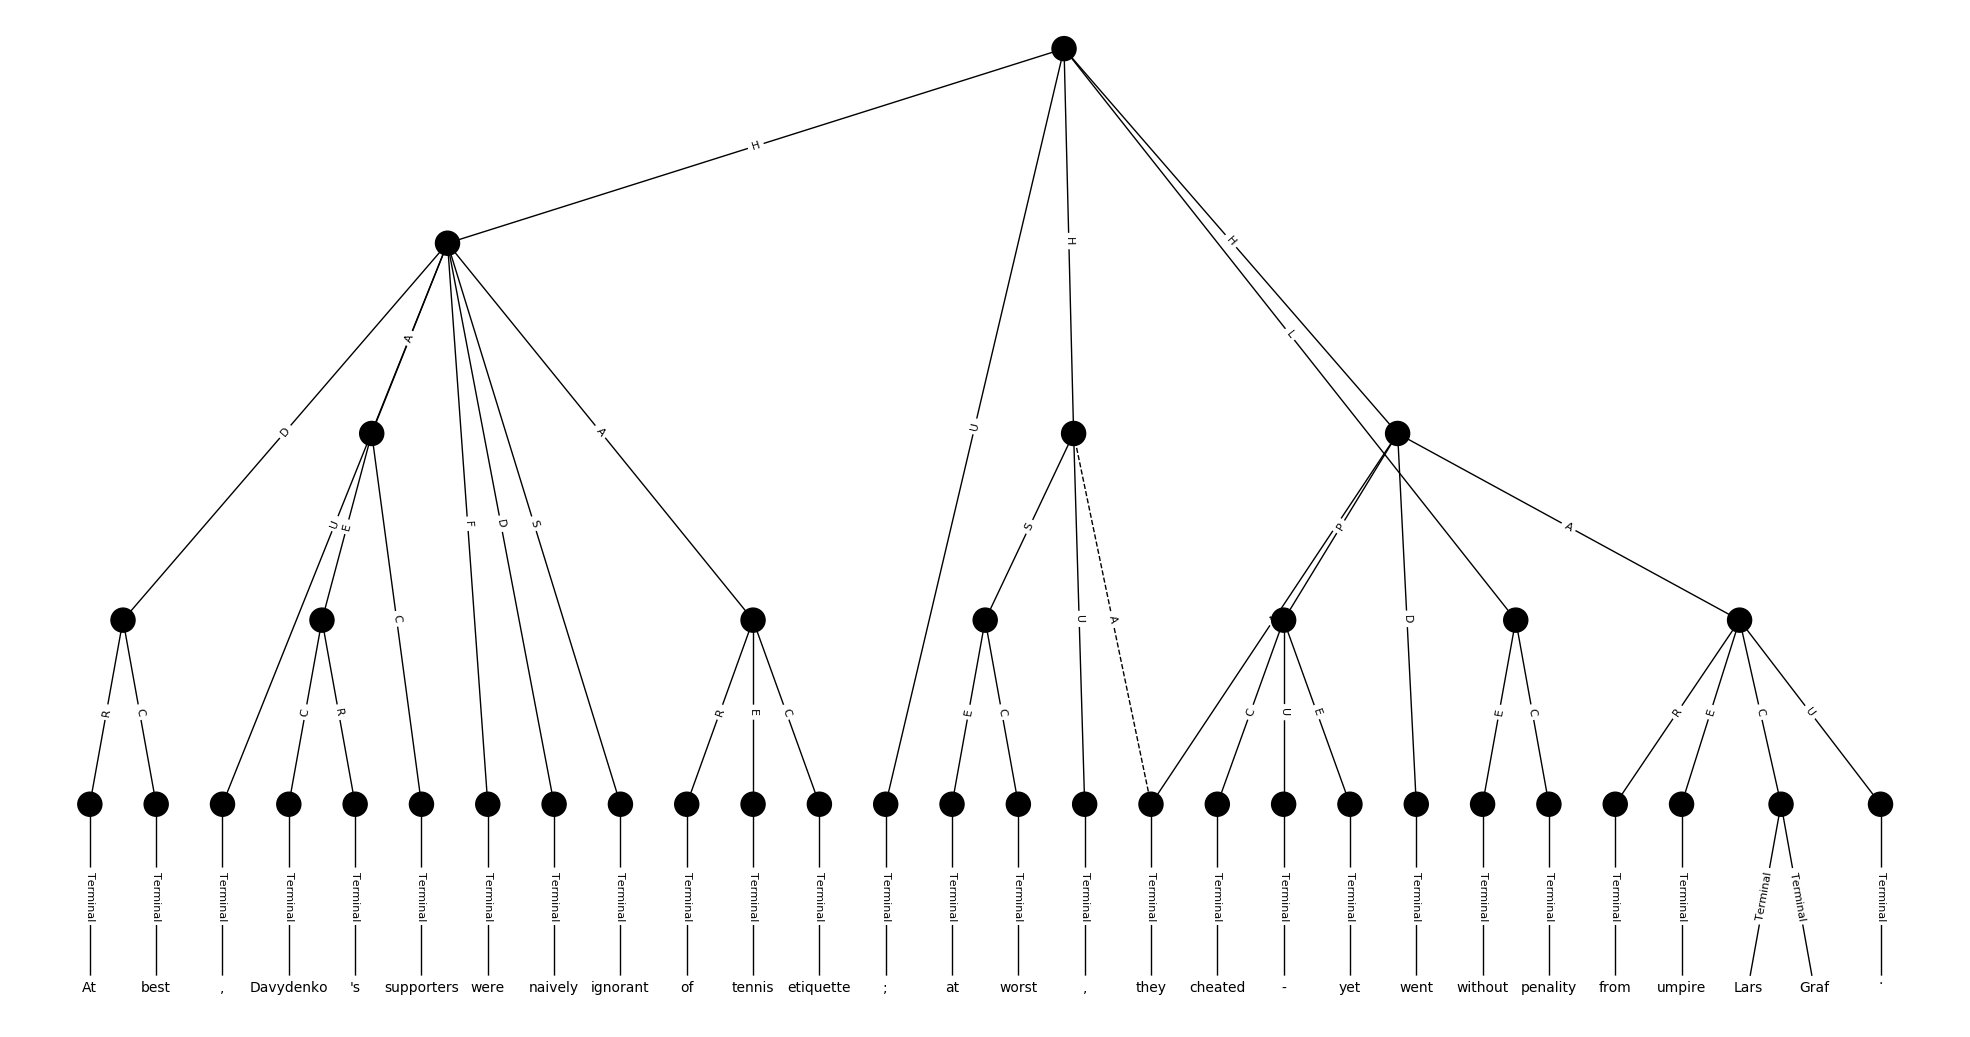 H
A
H
H
L
D
A
U
U
E
F
D
S
S
P
A
C
U
A
D
R
C
C
R
R
E
C
E
C
C
U
E
E
C
R
E
C
U
Terminal Terminal Terminal Terminal Terminal Terminal Terminal Terminal Terminal Terminal Terminal Terminal Terminal Terminal Terminal Terminal Terminal Terminal Terminal Terminal Terminal Terminal Terminal Terminal Terminal Terminal Terminal Terminal
At best , Davydenko 's supporters were naively ignorant of tennis etiquette ; at worst , they cheated - yet went without penality from umpire Lars Graf .